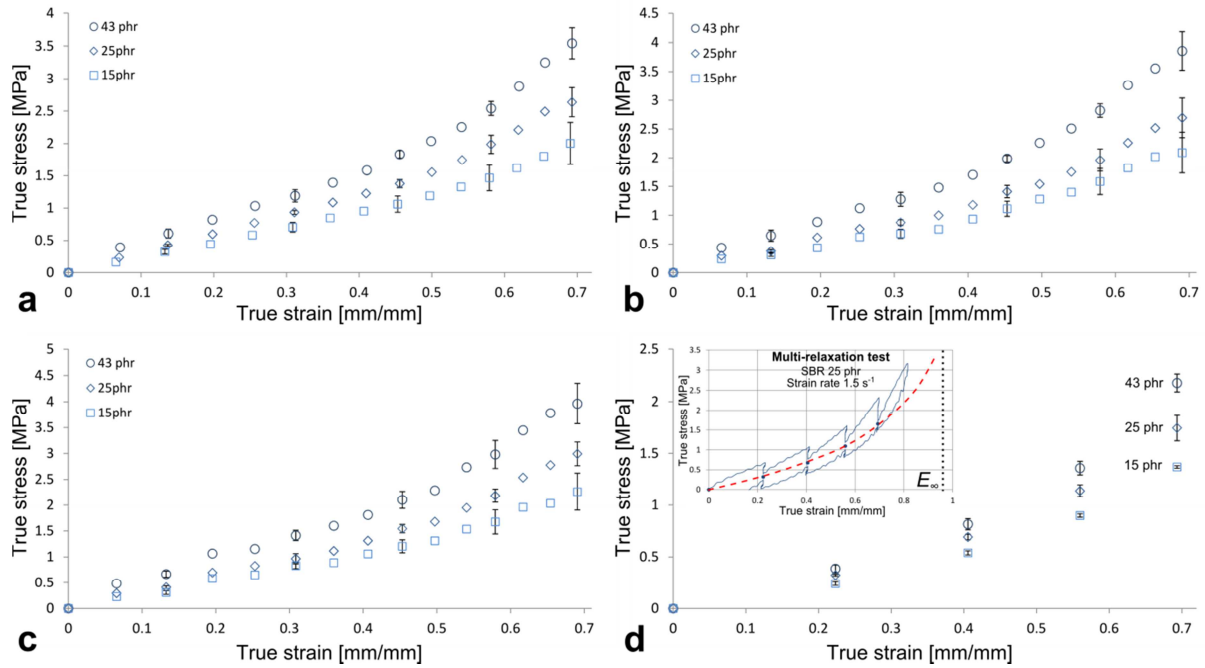 4
3.5
3
2.5
2
1.5
1
0.5
0
True stress [MPa]
43 phr
25phr
15phr
0 0.1 0.2 0.3 0.4 0.5 0.6 0.7
True strain [mm/mm]
a
4.5
4
3.5
3
2.5
2
1.5
1
0.5
0
True stress [MPa]
43 phr
25phr
15phr
0 0.1 0.2 0.3 0.4 0.5 0.6 0.7
True strain [mm/mm]
b
5
4.5
4
3.5
3
2.5
2
1.5
1
0.5
0
True stress [MPa]
43 phr
25phr
15phr
0 0.1 0.2 0.3 0.4 0.5 0.6 0.7
True strain [mm/mm]
c
2.5
2
1.5
1
0.5
0
True stress [MPa]
3.5
3
2.5
2
1.5
1
0.5
0
True stress [MPa]
Multi-relaxation test
SBR 25 phr
Strain rate 1.5 s⁻¹
E∞
0 0.2 0.4 0.6 0.8 1
True strain [mm/mm]
43 phr
25 phr
15 phr
0 0.1 0.2 0.3 0.4 0.5 0.6 0.7
True strain [mm/mm]
d